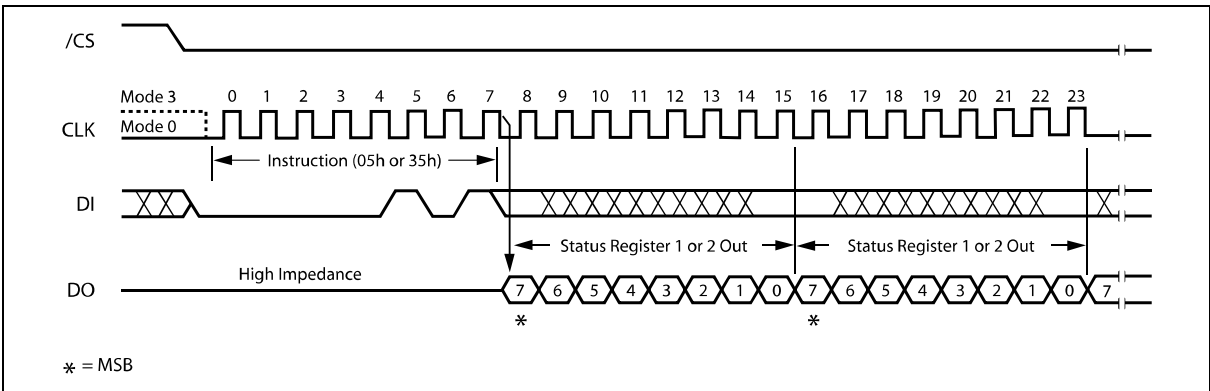 /CS
Mode 3 0 1 2 3 4 5 6 7 8 9 10 11 12 13 14 15 16 17 18 19 20 21 22 23
CLK Mode 0
Instruction (05h or 35h)
DI
Status Register 1 or 2 Out Status Register 1 or 2 Out
High Impedance
DO 7 6 5 4 3 2 1 0 7 6 5 4 3 2 1 0 7
* *
* = MSB